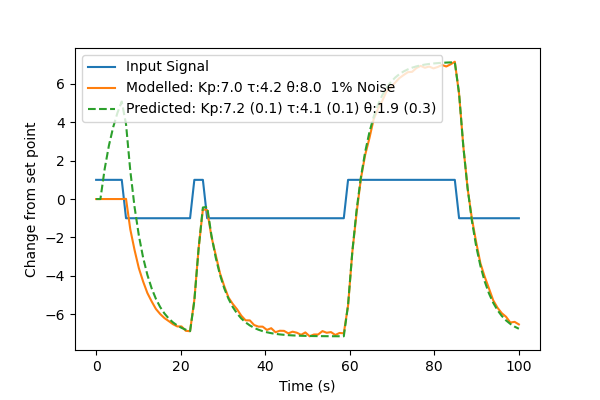 Input Signal
Modelled: Kp:7.0 τ:4.2 θ:8.0  1% Noise
Predicted: Kp:7.2 (0.1) τ:4.1 (0.1) θ:1.9 (0.3)
Change from set point
6
4
2
0
−2
−4
−6
0 20 40 60 80 100
Time (s)